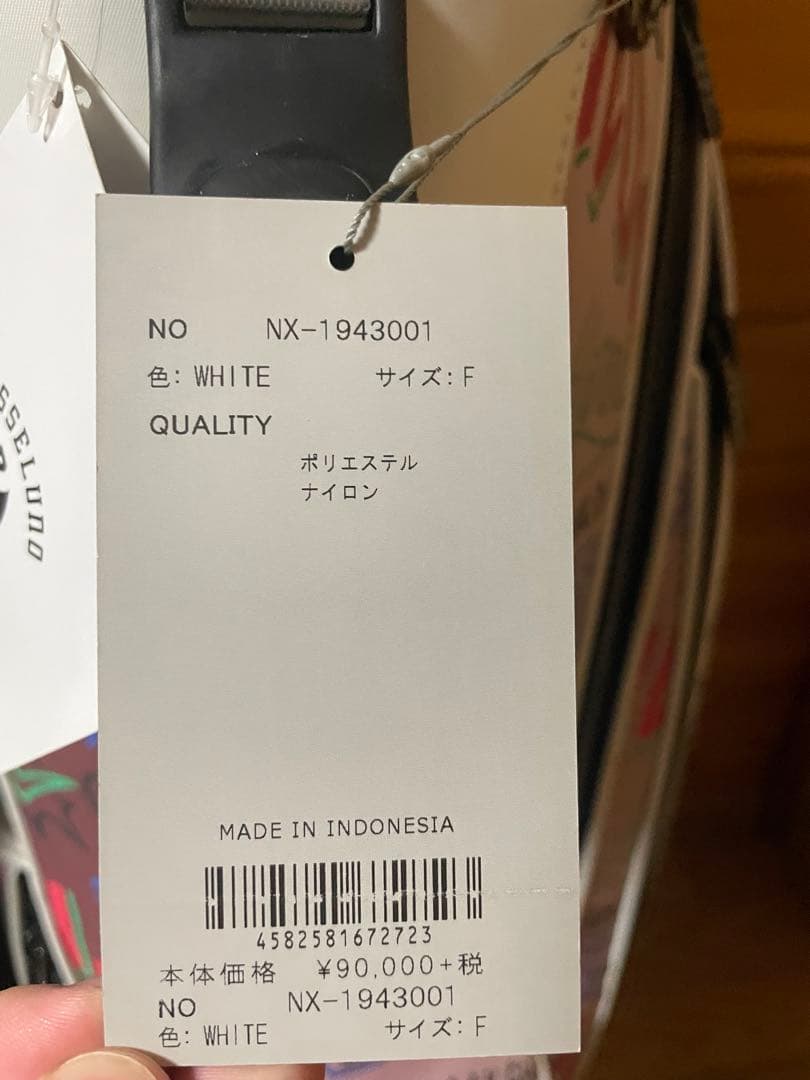 NO NX-1943001
色: WHITE サイズ: F
QUALITY
ポリエステル
ナイロン
MADE IN INDONESIA
4582581672723
本体価格 ¥90,000+税
NO NX-1943001
色: WHITE サイズ: F